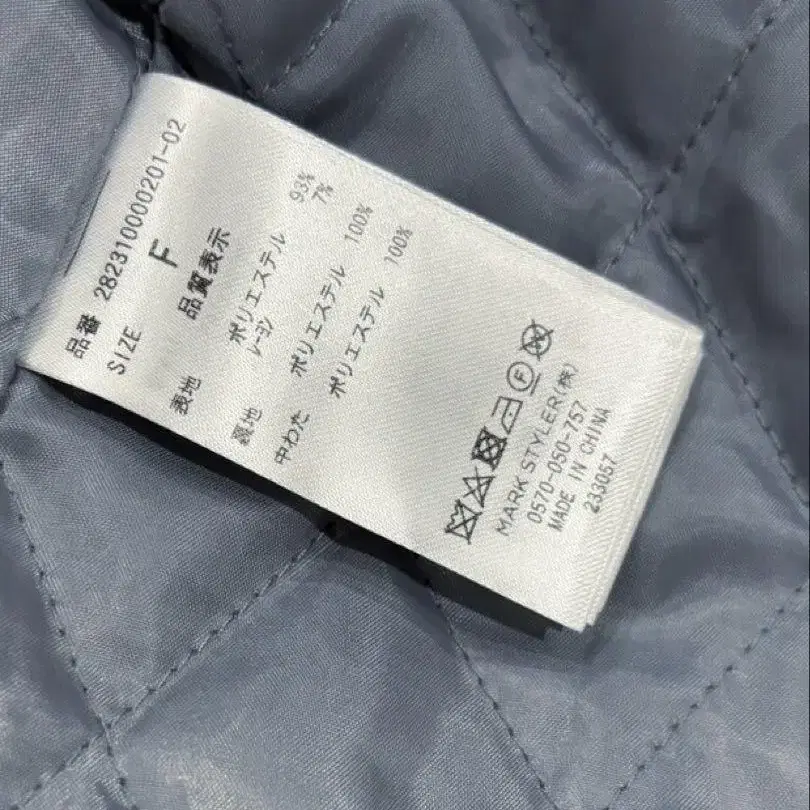 品番 282310000201-02
SIZE F
品質表示
表地 ポリエステル 93%
レーヨン 7%
裏地 ポリエステル 100%
中わた ポリエステル 100%
F
MARK STYLER(株)
0570-050-757
MADE IN CHINA
233057